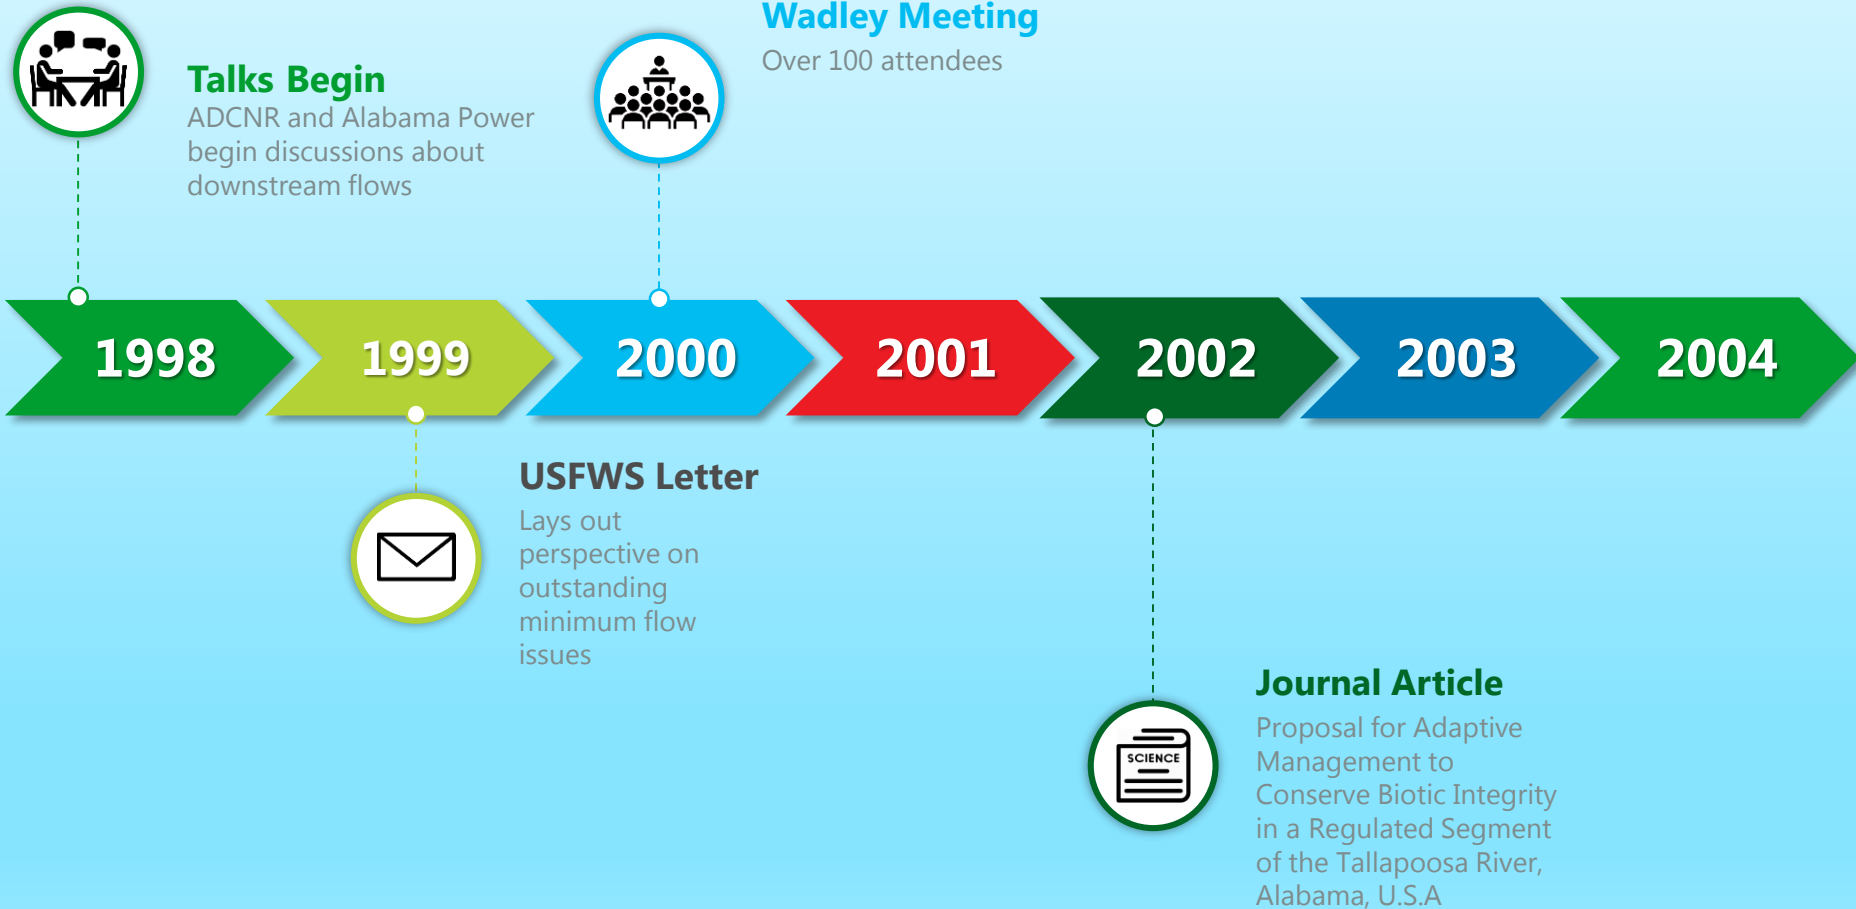 Talks Begin
ADCNR and Alabama Power
begin discussions about
downstream flows
Wadley Meeting
Over 100 attendees
1998
1999
2000
2001
2002
2003
2004
USFWS Letter
Lays out
perspective on
outstanding
minimum flow
issues
SCIENCE
Journal Article
Proposal for Adaptive
Management to
Conserve Biotic Integrity
in a Regulated Segment
of the Tallapoosa River,
Alabama, U.S.A